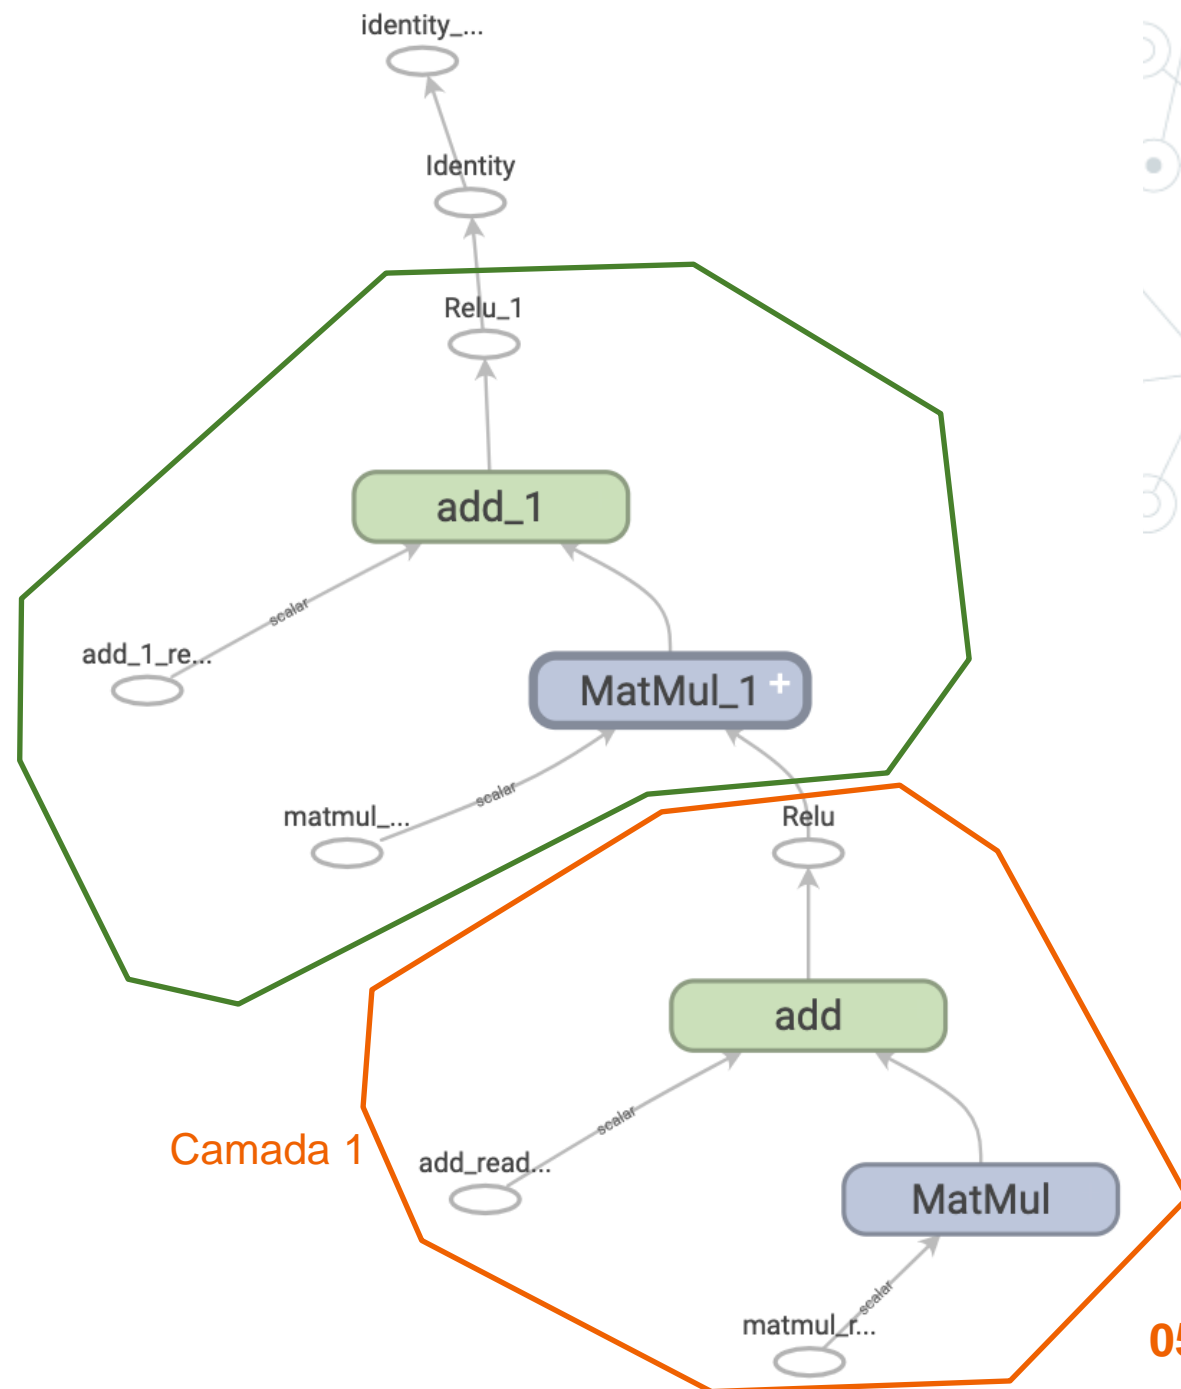 identity_...
Identity
Relu_1
add_1
scalar
add_1_re...
MatMul_1 +
scalar
matmul_...
Relu
add
scalar
Camada 1
add_read...
MatMul
scalar
matmul_r...